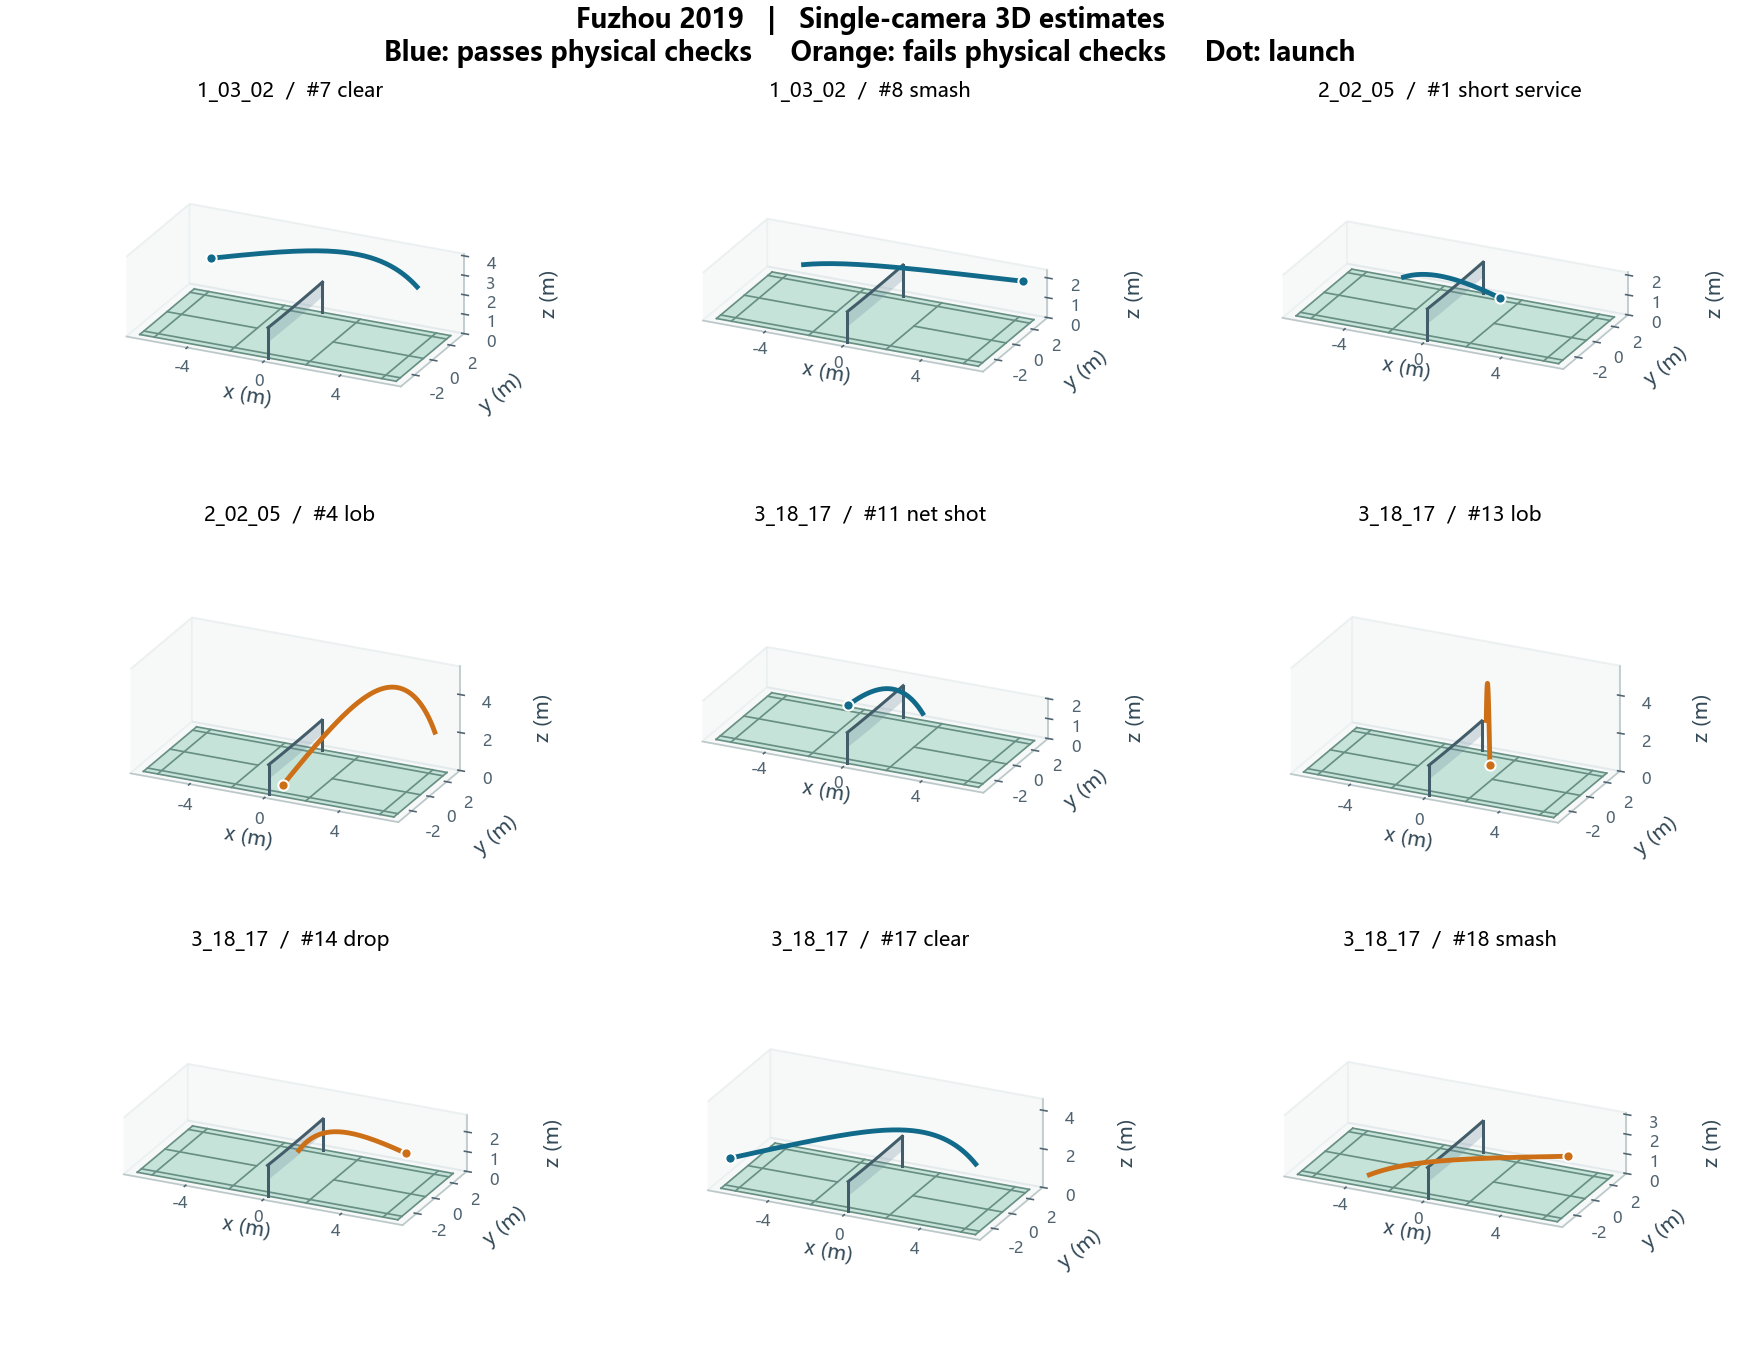 Fuzhou 2019 | Single-camera 3D estimates
Blue: passes physical checks Orange: fails physical checks Dot: launch
1_03_02 / #7 clear
4
3
2
1
0
z (m)
-4
0
4
x (m)
-2
0
2
y (m)
1_03_02 / #8 smash
2
1
0
z (m)
-4
0
4
x (m)
-2
0
2
y (m)
2_02_05 / #1 short service
2
1
0
z (m)
-4
0
4
x (m)
-2
0
2
y (m)
2_02_05 / #4 lob
4
2
0
z (m)
-4
0
4
x (m)
-2
0
2
y (m)
3_18_17 / #11 net shot
2
1
0
z (m)
-4
0
4
x (m)
-2
0
2
y (m)
3_18_17 / #13 lob
4
2
0
z (m)
-4
0
4
x (m)
-2
0
2
y (m)
3_18_17 / #14 drop
2
1
0
z (m)
-4
0
4
x (m)
-2
0
2
y (m)
3_18_17 / #17 clear
4
2
0
z (m)
-4
0
4
x (m)
-2
0
2
y (m)
3_18_17 / #18 smash
3
2
1
0
z (m)
-4
0
4
x (m)
-2
0
2
y (m)